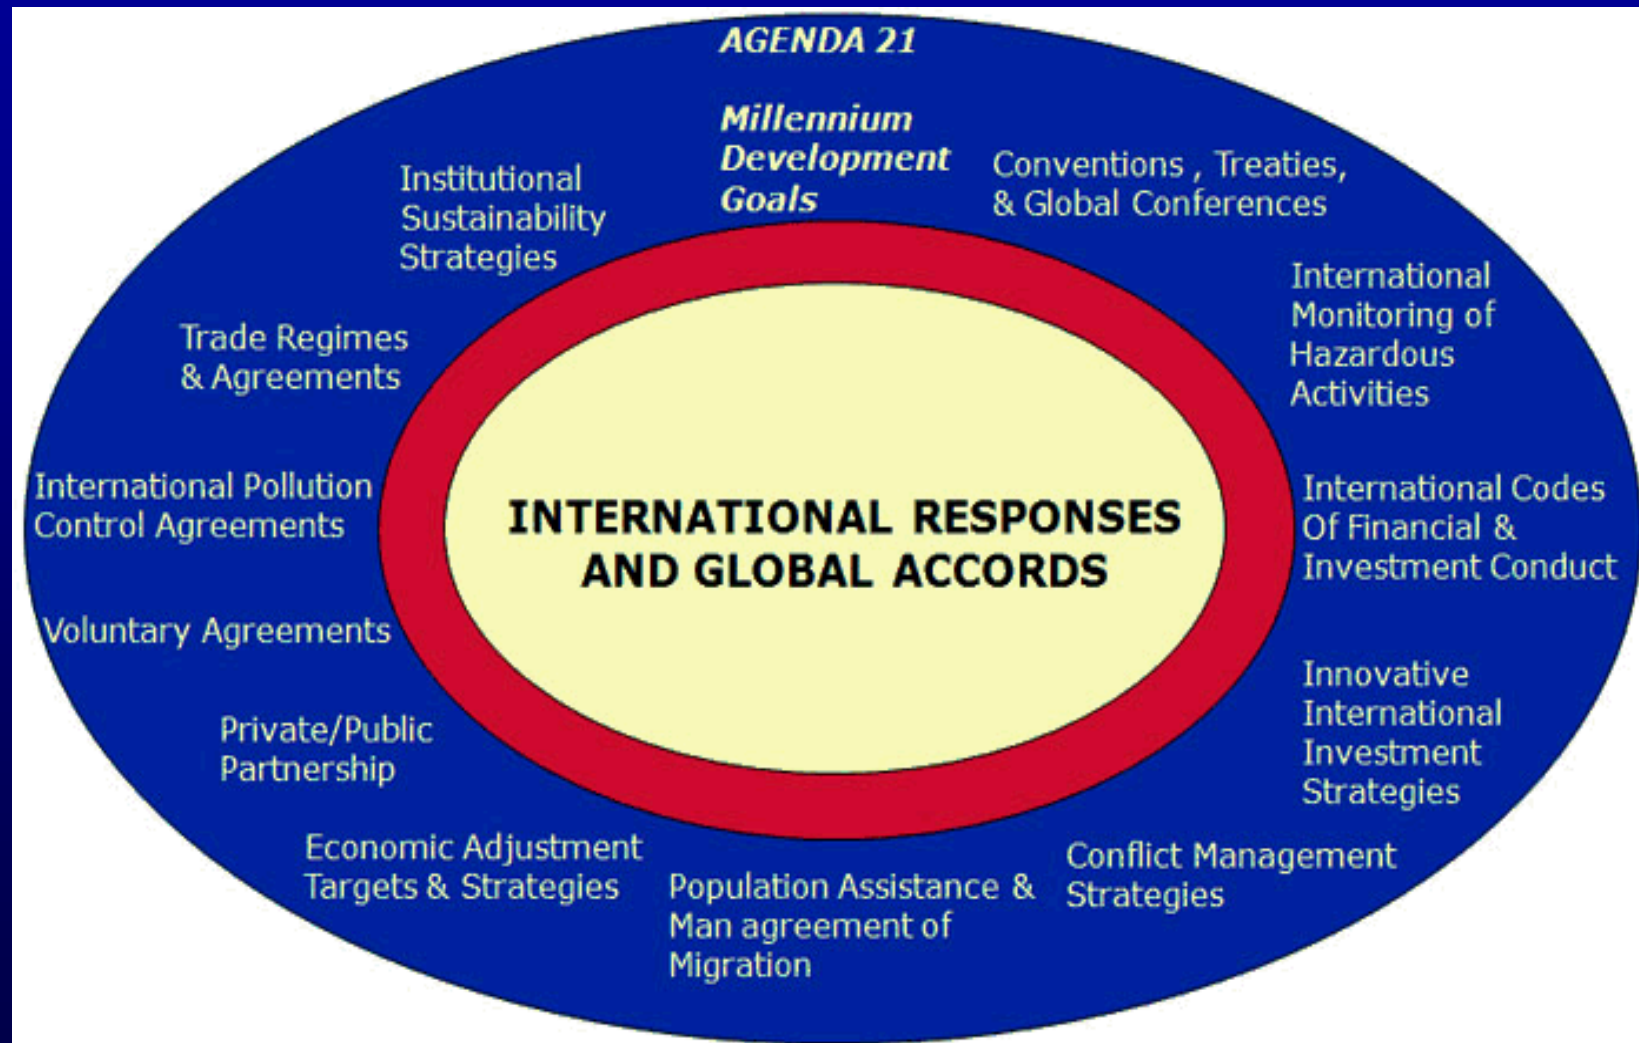 AGENDA 21
Millennium
Development
Goals
Conventions , Treaties,
& Global Conferences
International
Monitoring of
Hazardous
Activities
International Codes
Of Financial &
Investment Conduct
Innovative
International
Investment
Strategies
Conflict Management
Strategies
Population Assistance &
Man agreement of
Migration
Economic Adjustment
Targets & Strategies
Private/Public
Partnership
Voluntary Agreements
International Pollution
Control Agreements
Trade Regimes
& Agreements
Institutional
Sustainability
Strategies
INTERNATIONAL RESPONSES
AND GLOBAL ACCORDS